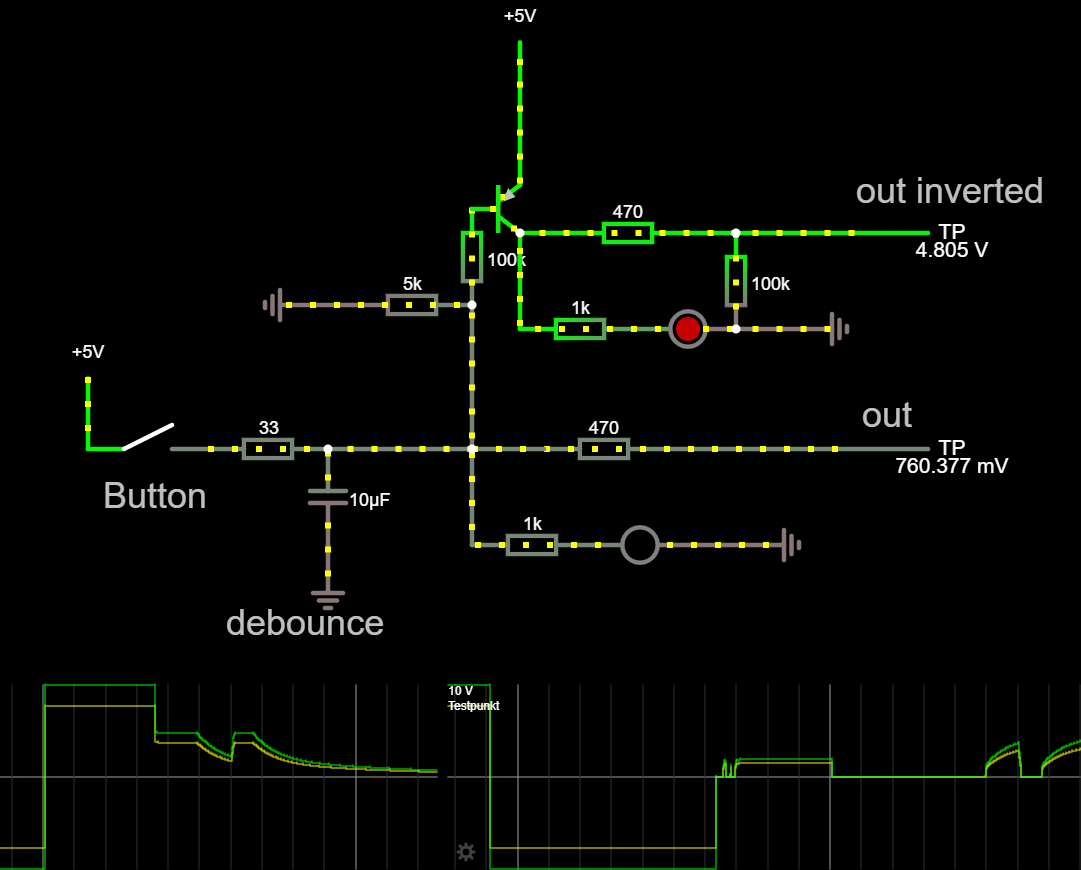 +5V
out inverted
470
TP
4.805 V
100k
100k
5k
1k
+5V
out
33
470
TP
760.377 mV
Button
10µF
1k
debounce
10 V
Testpunkt